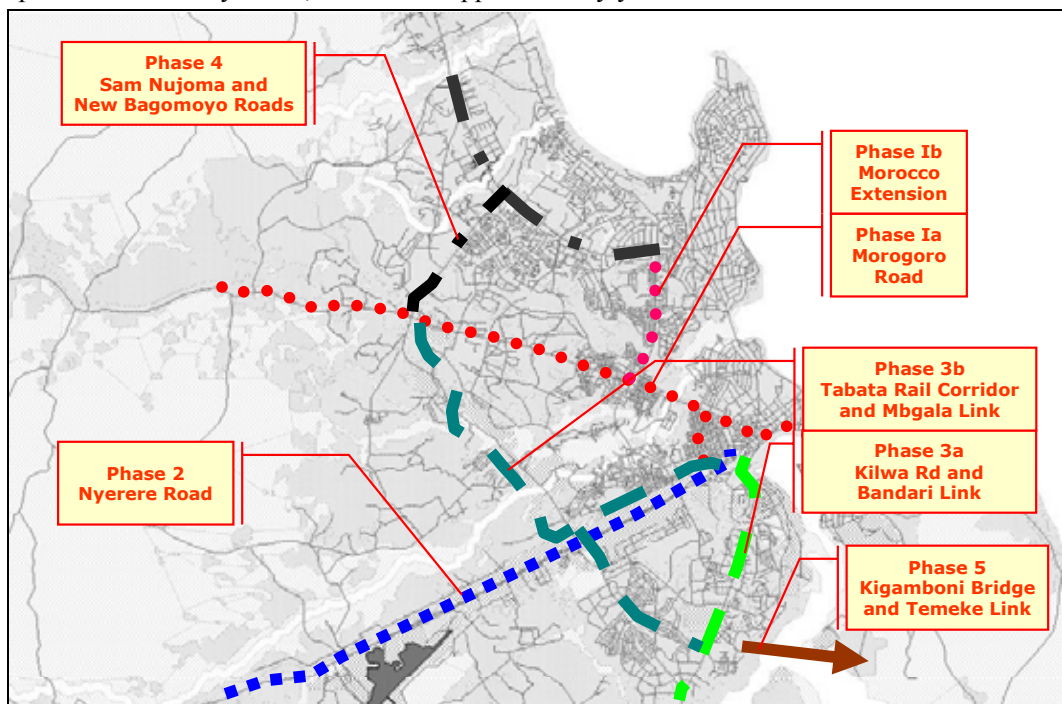 Phase 4
Sam Nujoma and
New Bagomoyo Roads
Phase Ib
Morocco
Extension
Phase Ia
Morogoro
Road
Phase 3b
Tabata Rail Corridor
and Mbgala Link
Phase 3a
Kilwa Rd and
Bandari Link
Phase 2
Nyerere Road
Phase 5
Kigamboni Bridge
and Temeke Link